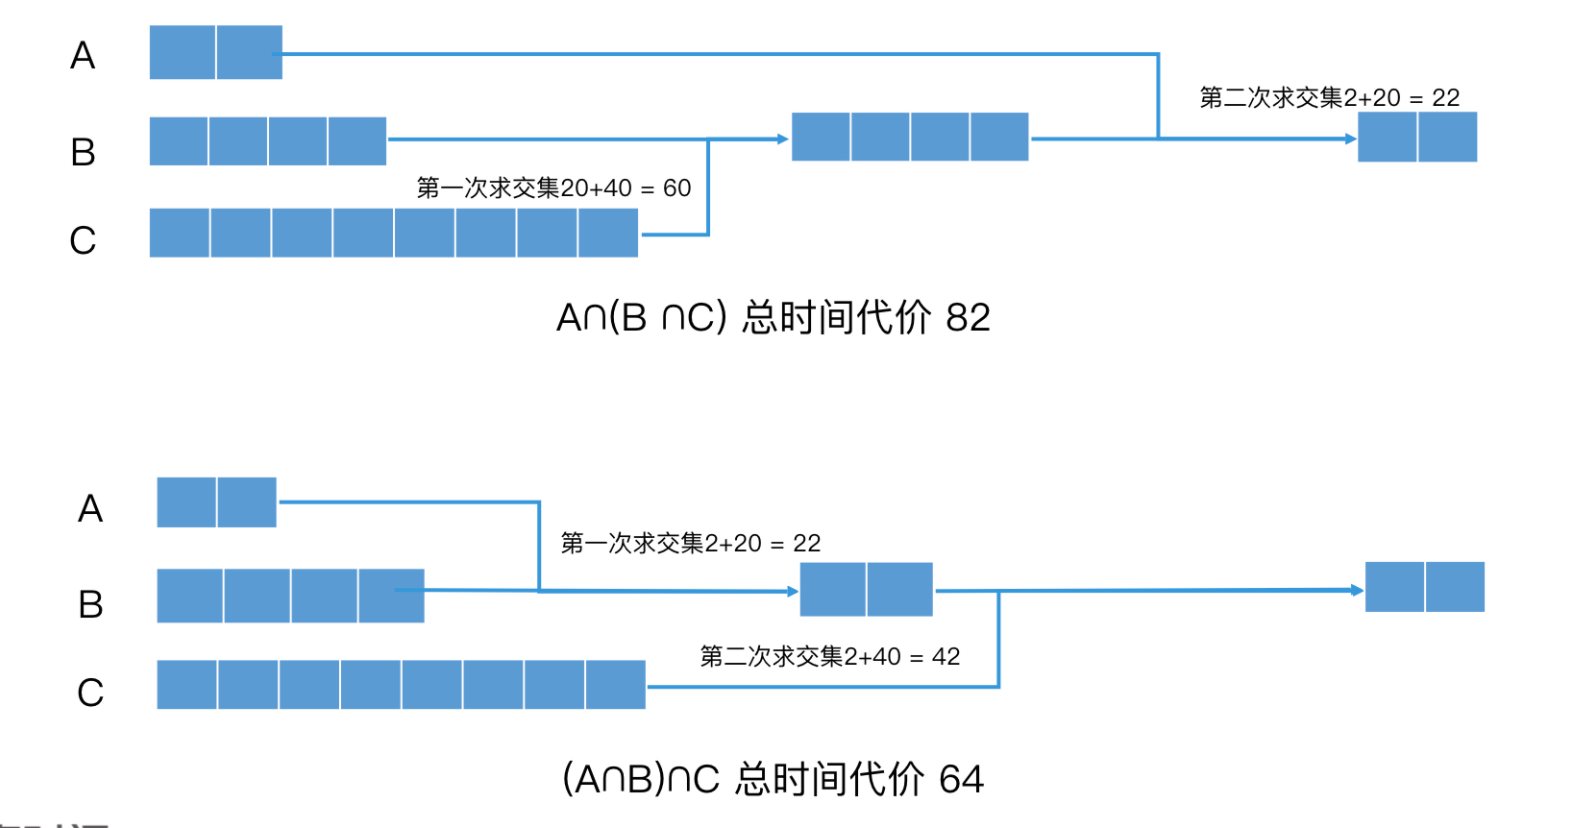 A
第二次求交集2+20 = 22
B
第一次求交集20+40 = 60
C
A∩(B ∩C) 总时间代价 82
A
第一次求交集2+20 = 22
B
第二次求交集2+40 = 42
C
(A∩B)∩C 总时间代价 64